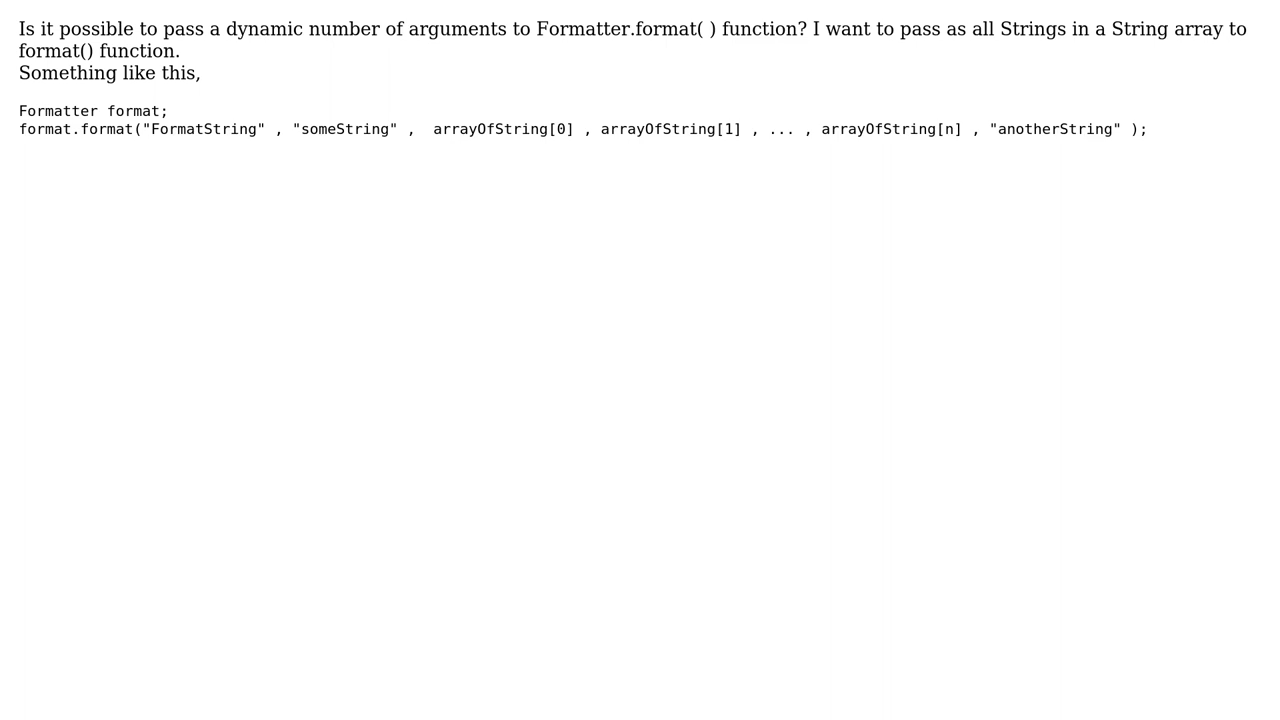 Is it possible to pass a dynamic number of arguments to Formatter.format( ) function? I want to pass as all Strings in a String array to
format() function.
Something like this,
Formatter format;
format.format("FormatString" , "someString" ,  arrayOfString[0] , arrayOfString[1] , ... , arrayOfString[n] , "anotherString" );